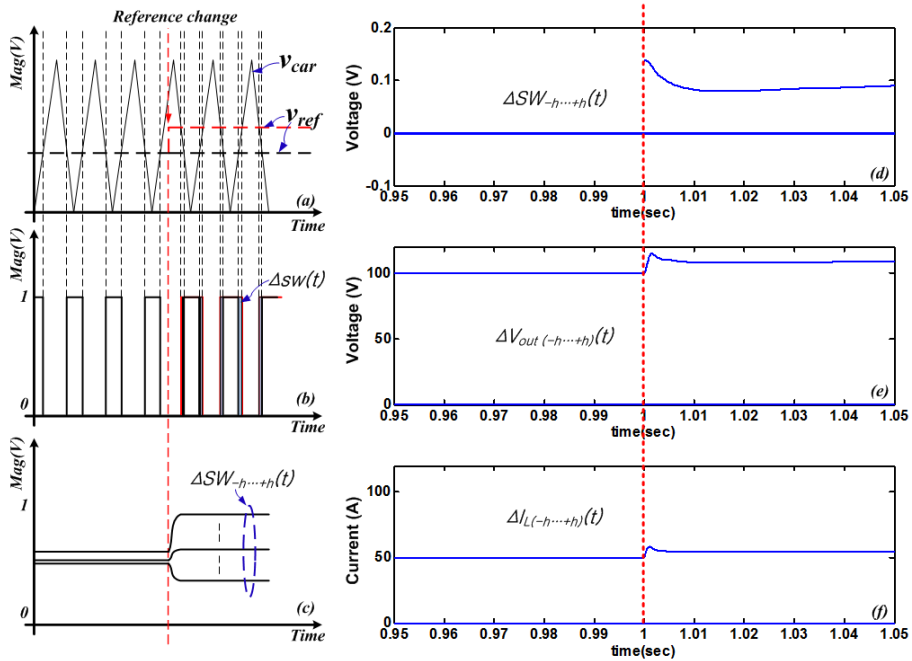 Reference change
Mag(V)
v_car
v_ref
(a)
Time
Mag(V)
1
Δsw(t)
0
(b)
Time
Mag(V)
1
ΔSW_−h···+h(t)
0
(c)
Time
Voltage (V)
0.2
0.1
0
-0.1
ΔSW_−h···+h(t)
(d)
0.95 0.96 0.97 0.98 0.99 1 1.01 1.02 1.03 1.04 1.05
time(sec)
Voltage (V)
100
50
0
ΔV_out (−h···+h)(t)
(e)
0.95 0.96 0.97 0.98 0.99 1 1.01 1.02 1.03 1.04 1.05
time(sec)
Current (A)
100
50
0
ΔI_L(−h···+h)(t)
(f)
0.95 0.96 0.97 0.98 0.99 1 1.01 1.02 1.03 1.04 1.05
time(sec)